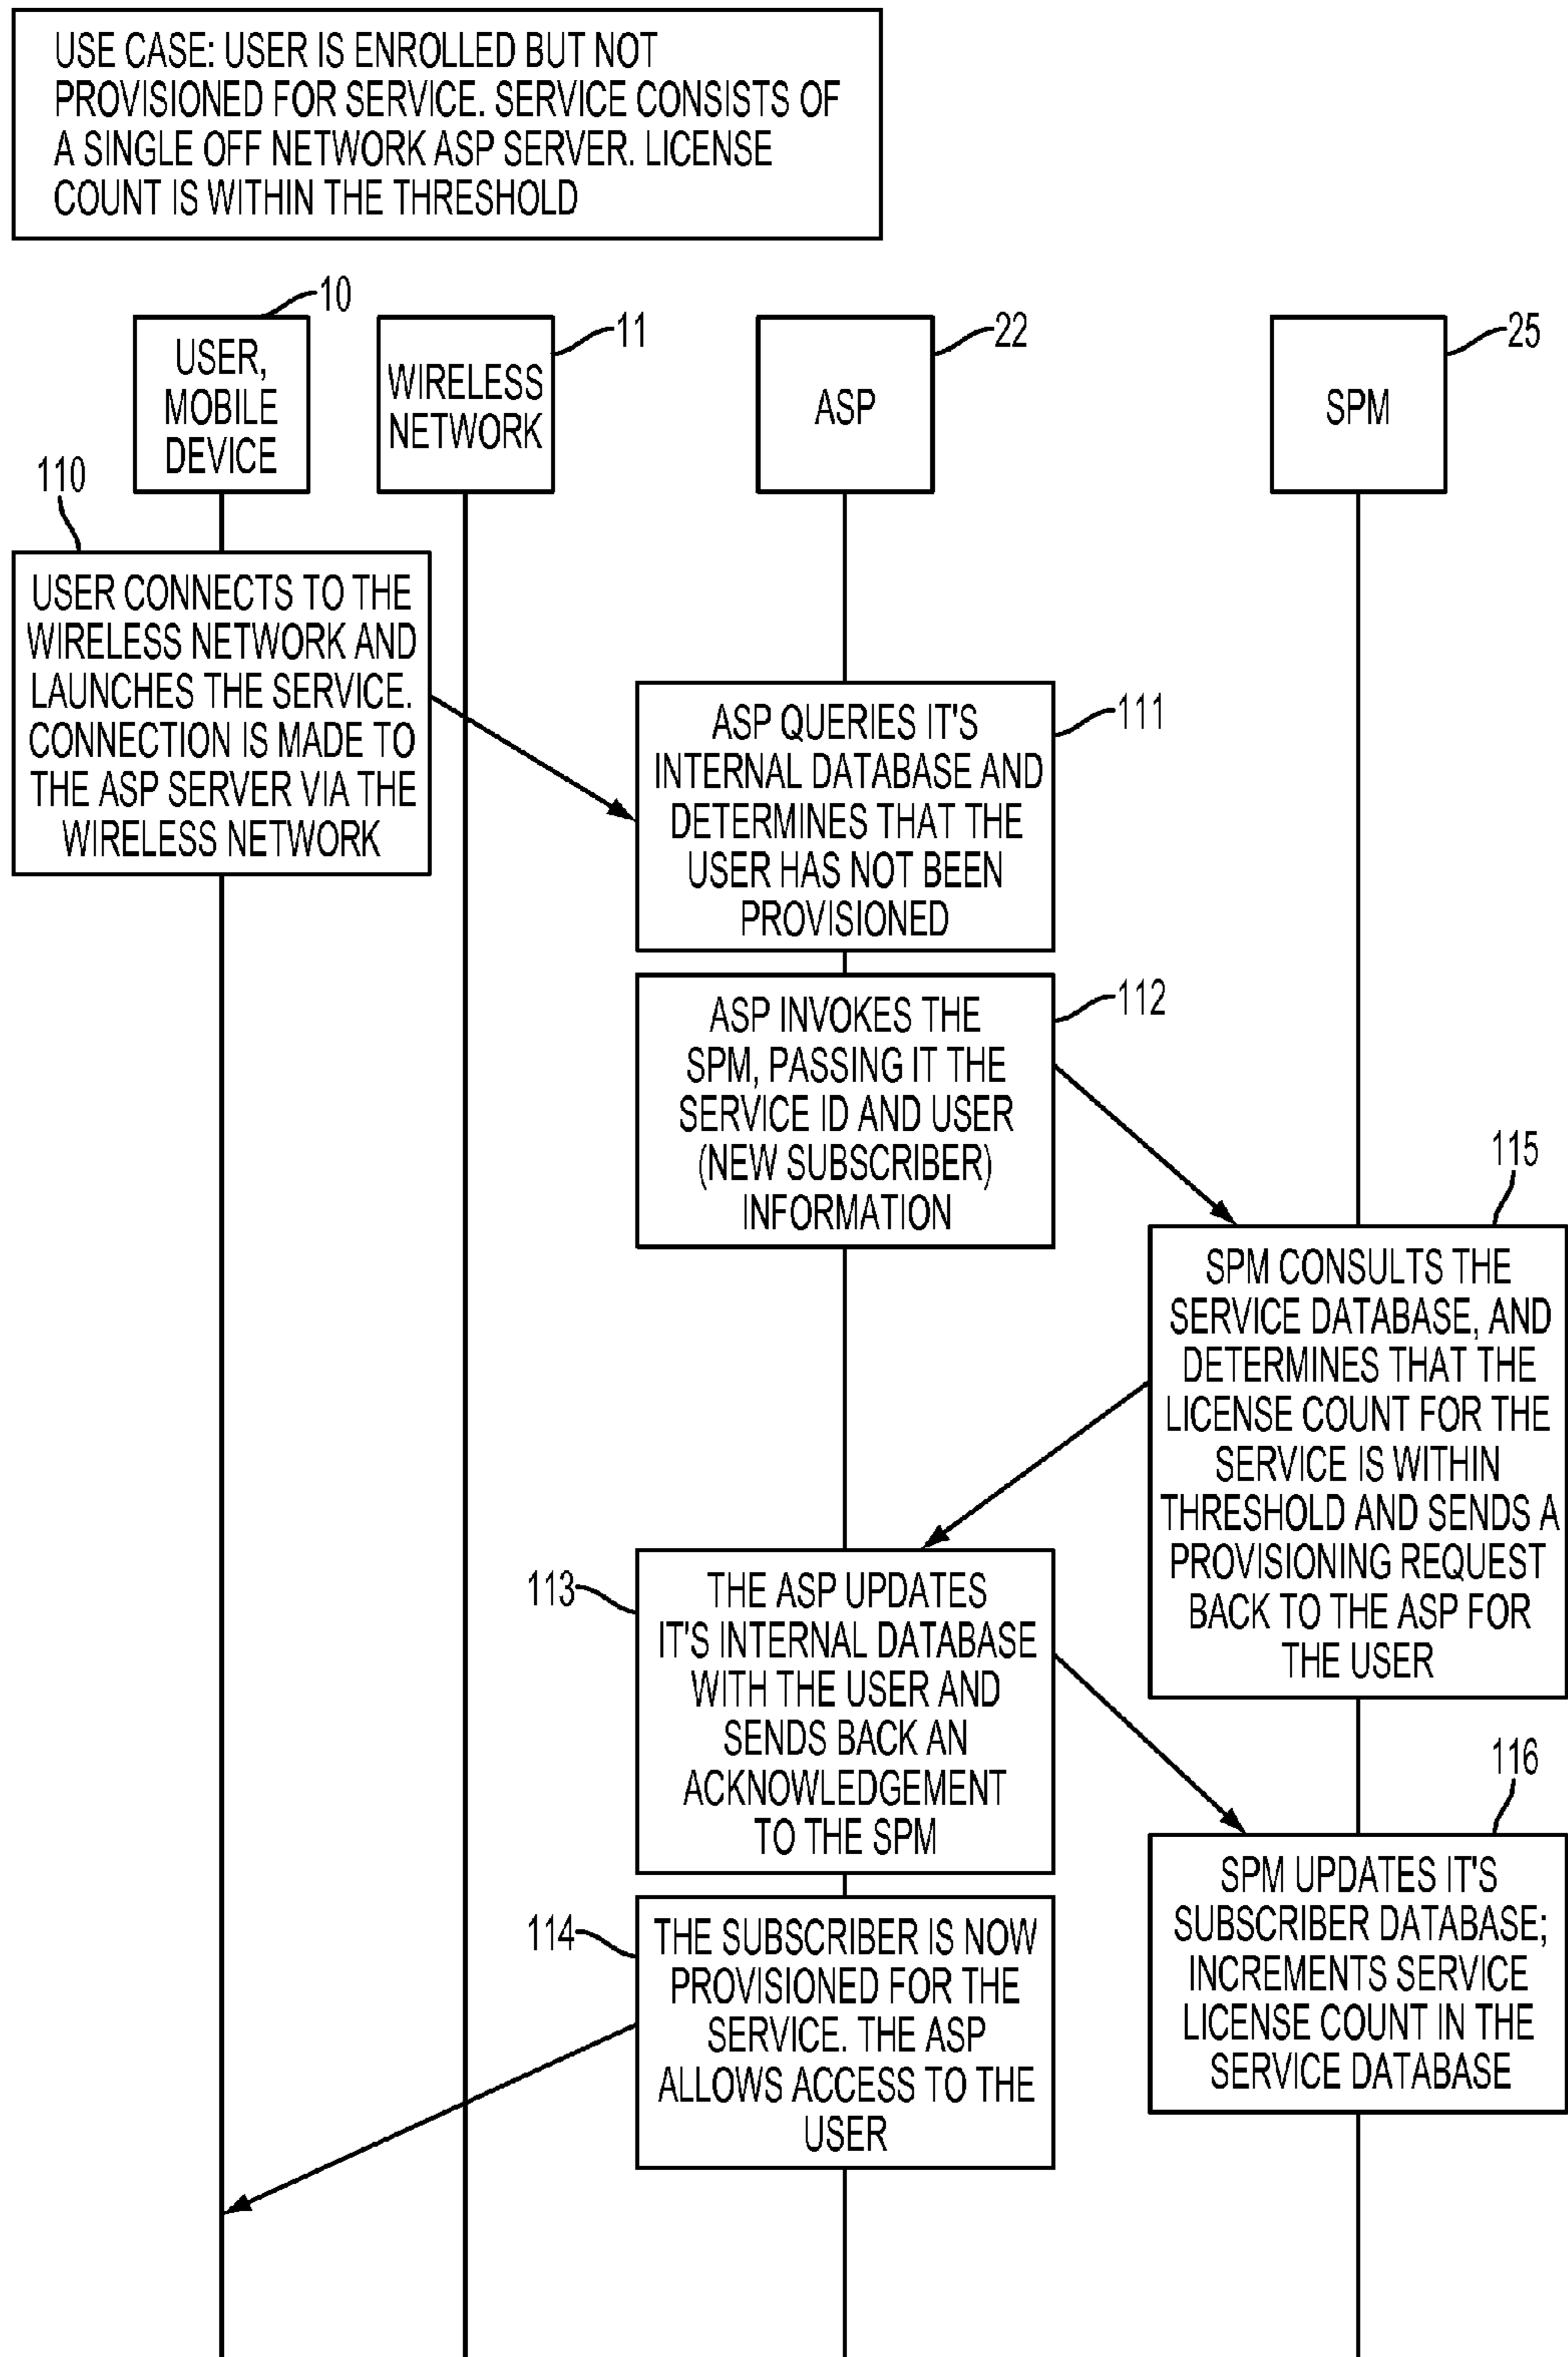 USE CASE: USER IS ENROLLED BUT NOT
PROVISIONED FOR SERVICE. SERVICE CONSISTS OF
A SINGLE OFF NETWORK ASP SERVER. LICENSE
COUNT IS WITHIN THE THRESHOLD
10
USER,
MOBILE
DEVICE
11
WIRELESS
NETWORK
22
ASP
25
SPM
110
USER CONNECTS TO THE
WIRELESS NETWORK AND
LAUNCHES THE SERVICE.
CONNECTION IS MADE TO
THE ASP SERVER VIA THE
WIRELESS NETWORK
111
ASP QUERIES IT'S
INTERNAL DATABASE AND
DETERMINES THAT THE
USER HAS NOT BEEN
PROVISIONED
112
ASP INVOKES THE
SPM, PASSING IT THE
SERVICE ID AND USER
(NEW SUBSCRIBER)
INFORMATION
115
SPM CONSULTS THE
SERVICE DATABASE, AND
DETERMINES THAT THE
LICENSE COUNT FOR THE
SERVICE IS WITHIN
THRESHOLD AND SENDS A
PROVISIONING REQUEST
BACK TO THE ASP FOR
THE USER
113
THE ASP UPDATES
IT'S INTERNAL DATABASE
WITH THE USER AND
SENDS BACK AN
ACKNOWLEDGEMENT
TO THE SPM
116
SPM UPDATES IT'S
SUBSCRIBER DATABASE;
INCREMENTS SERVICE
LICENSE COUNT IN THE
SERVICE DATABASE
114
THE SUBSCRIBER IS NOW
PROVISIONED FOR THE
SERVICE. THE ASP
ALLOWS ACCESS TO THE
USER